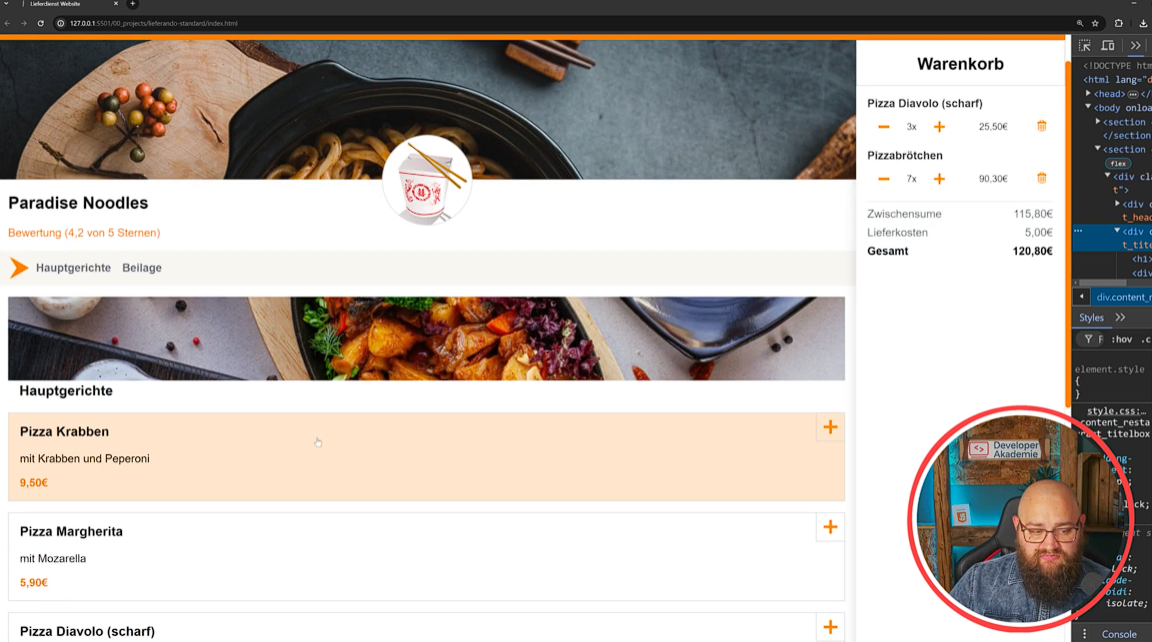 Lieferdienst Website
127.0.0.1:5501/00_projects/lieferando-standard/index.html
Paradise Noodles
Bewertung (4,2 von 5 Sternen)
Hauptgerichte Beilage
Hauptgerichte
Pizza Krabben
mit Krabben und Peperoni
9,50€
Pizza Margherita
mit Mozarella
5,90€
Pizza Diavolo (scharf)
Warenkorb
Pizza Diavolo (scharf)
3x 25,50€
Pizzabrötchen
7x 90,30€
Zwischensume 115,80€
Lieferkosten 5,00€
Gesamt 120,80€
<!DOCTYPE htm
<html lang="d
<head> </
<body onloa
<section
</section
<section
flex
<div cla
t">
<div c
t_head
<div c
t_tite
<h1>
<div
div.content_r
Styles
:hov .c
element.style
{
}
style.css:…
content_resta
titelbox
lock;
isolate;
Console
Developer
Akademie